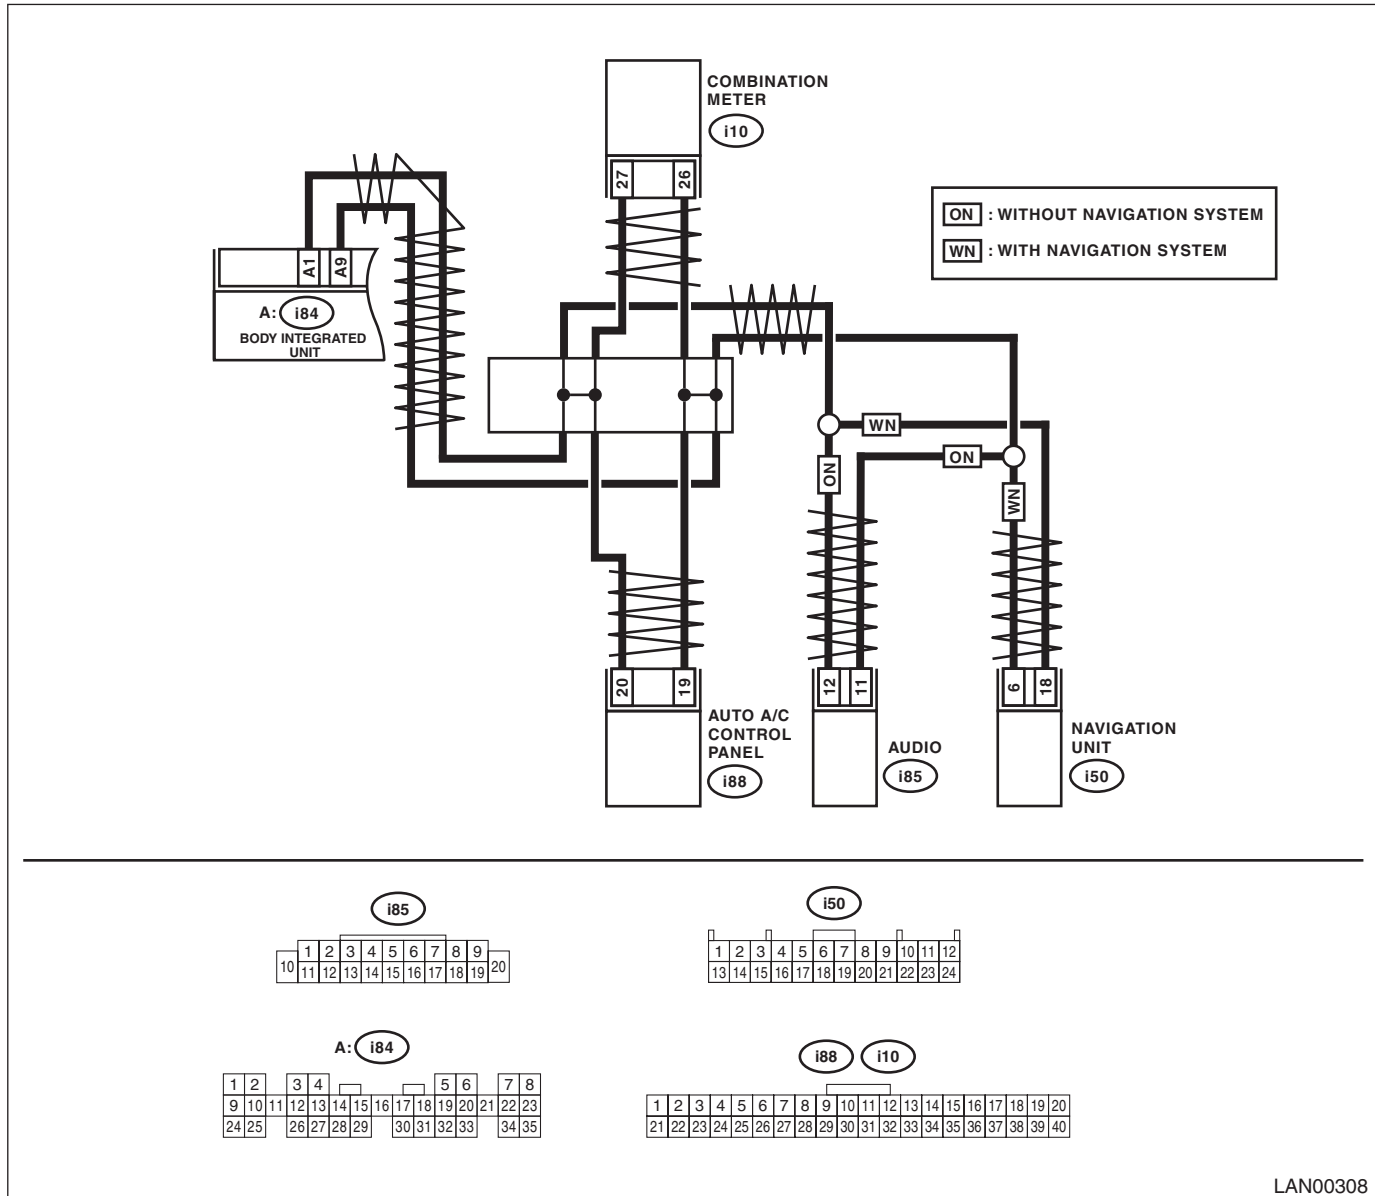 COMBINATION
METER
i10
27
26
ON : WITHOUT NAVIGATION SYSTEM
WN : WITH NAVIGATION SYSTEM
A1
A9
A: i84
BODY INTEGRATED
UNIT
WN
ON
ON
WN
20
19
12
11
6
18
AUTO A/C
CONTROL
PANEL
i88
AUDIO
i85
NAVIGATION
UNIT
i50
i85
1 2 3 4 5 6 7 8 9
10 11 12 13 14 15 16 17 18 19 20
i50
1 2 3 4 5 6 7 8 9 10 11 12
13 14 15 16 17 18 19 20 21 22 23 24
A: i84
1 2 3 4 5 6 7 8
9 10 11 12 13 14 15 16 17 18 19 20 21 22 23
24 25 26 27 28 29 30 31 32 33 34 35
i88 i10
1 2 3 4 5 6 7 8 9 10 11 12 13 14 15 16 17 18 19 20
21 22 23 24 25 26 27 28 29 30 31 32 33 34 35 36 37 38 39 40
LAN00308